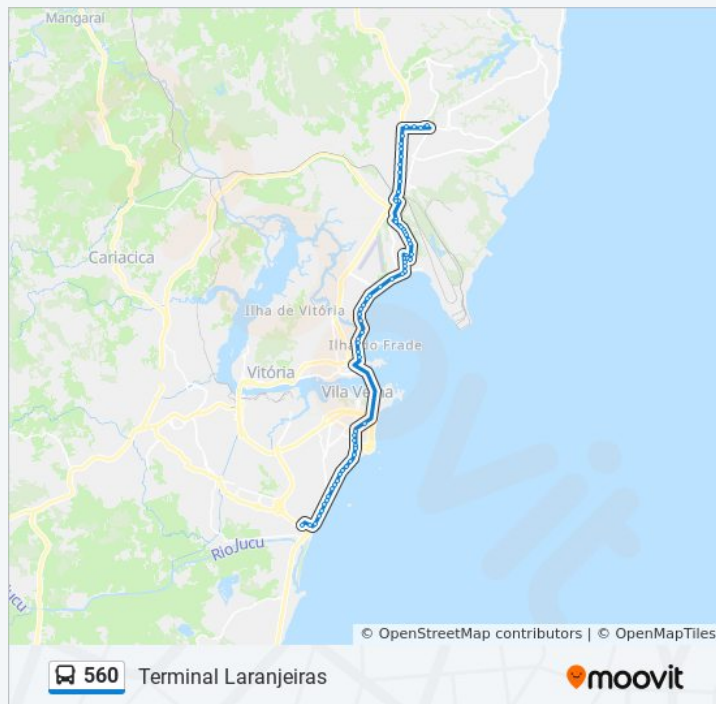 Mangaraí
Cariacica
Ilha de Vitória
Ilha do Frade
Vitória
Vila Velha
Rio Jucu
Jucu
© OpenStreetMap contributors | © OpenMapTiles
560 Terminal Laranjeiras
moovit